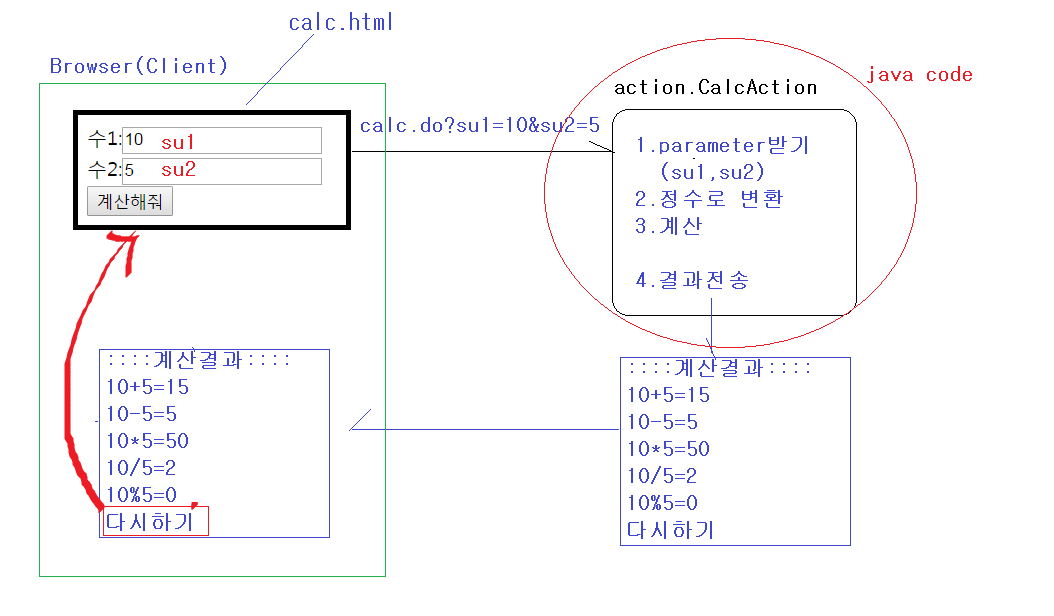 calc.html
Browser(Client)
수1:10 su1
수2:5 su2
계산해줘
calc.do?su1=10&su2=5
java code
action.CalcAction
1.parameter받기
(su1,su2)
2.정수로 변환
3.계산
4.결과전송
::::계산결과::::
10+5=15
10-5=5
10*5=50
10/5=2
10%5=0
다시하기
::::계산결과::::
10+5=15
10-5=5
10*5=50
10/5=2
10%5=0
다시하기